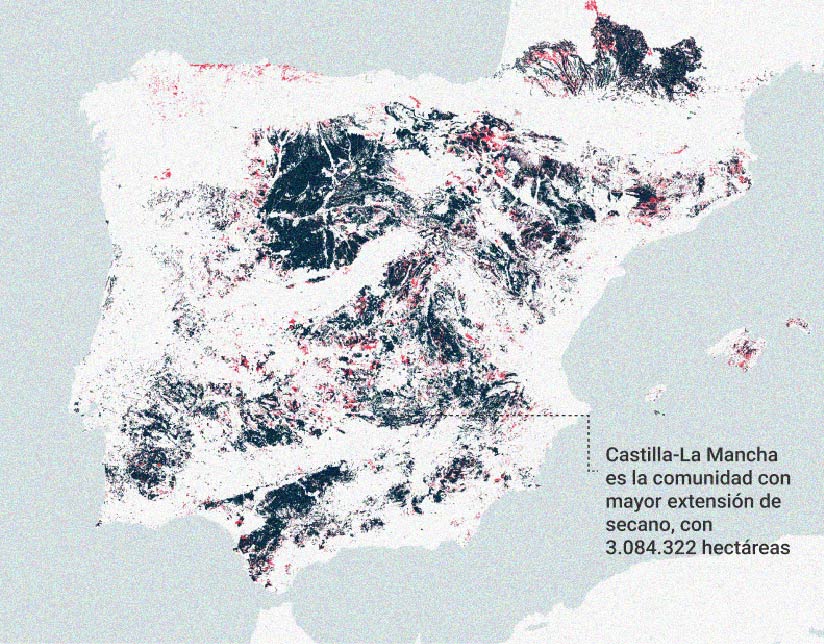 Castilla-La Mancha
es la comunidad con
mayor extensión de
secano, con
3.084.322 hectáreas